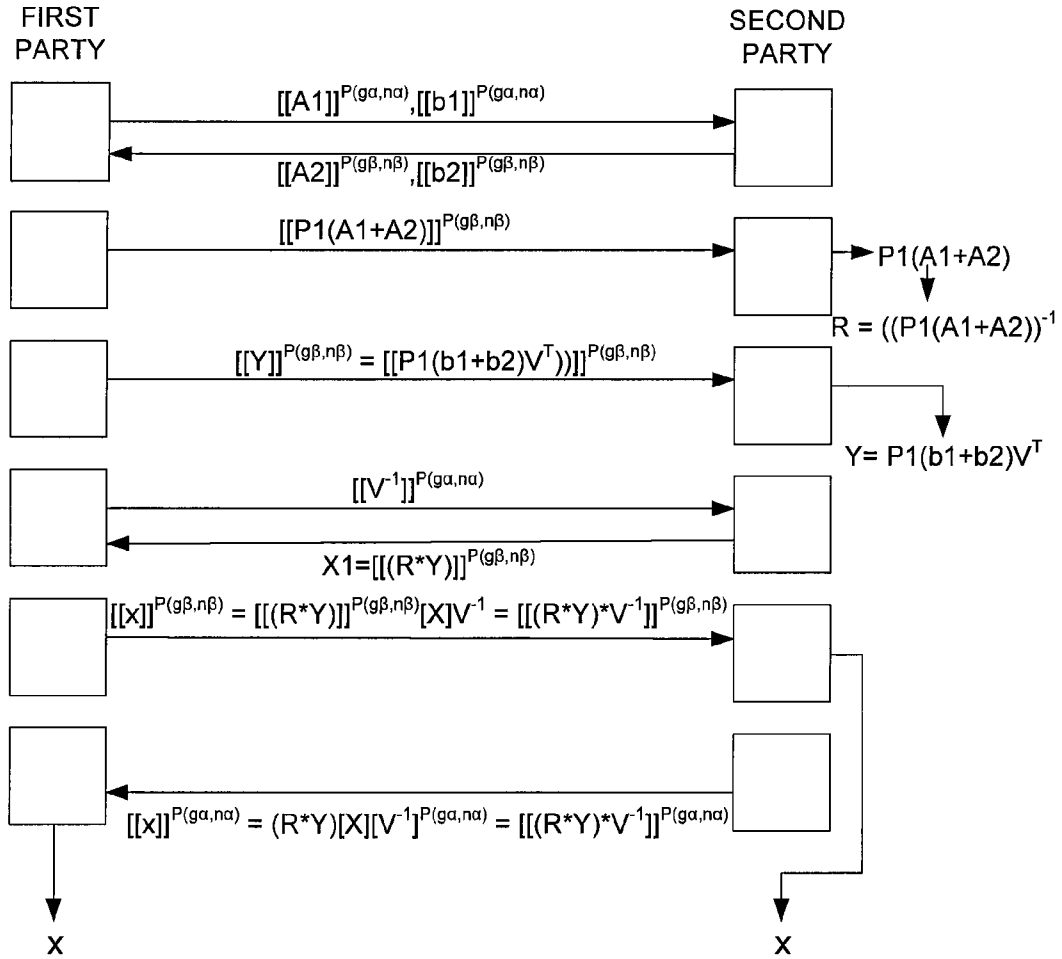 FIRST
PARTY
SECOND
PARTY
[[A1]]^P(gα,nα),[[b1]]^P(gα,nα)
[[A2]]^P(gβ,nβ),[[b2]]^P(gβ,nβ)
[[P1(A1+A2)]]^P(gβ,nβ)
P1(A1+A2)
R = ((P1(A1+A2))^-1
[[Y]]^P(gβ,nβ) = [[P1(b1+b2)V^T))]]^P(gβ,nβ)
Y= P1(b1+b2)V^T
[[V^-1]]^P(gα,nα)
X1=[[(R*Y)]]^P(gβ,nβ)
[[x]]^P(gβ,nβ) = [[(R*Y)]]^P(gβ,nβ)[X]V^-1 = [[(R*Y)*V^-1]]^P(gβ,nβ)
[[x]]^P(gα,nα) = (R*Y)[X][V^-1]^P(gα,nα) = [[(R*Y)*V^-1]]^P(gα,nα)
x
x